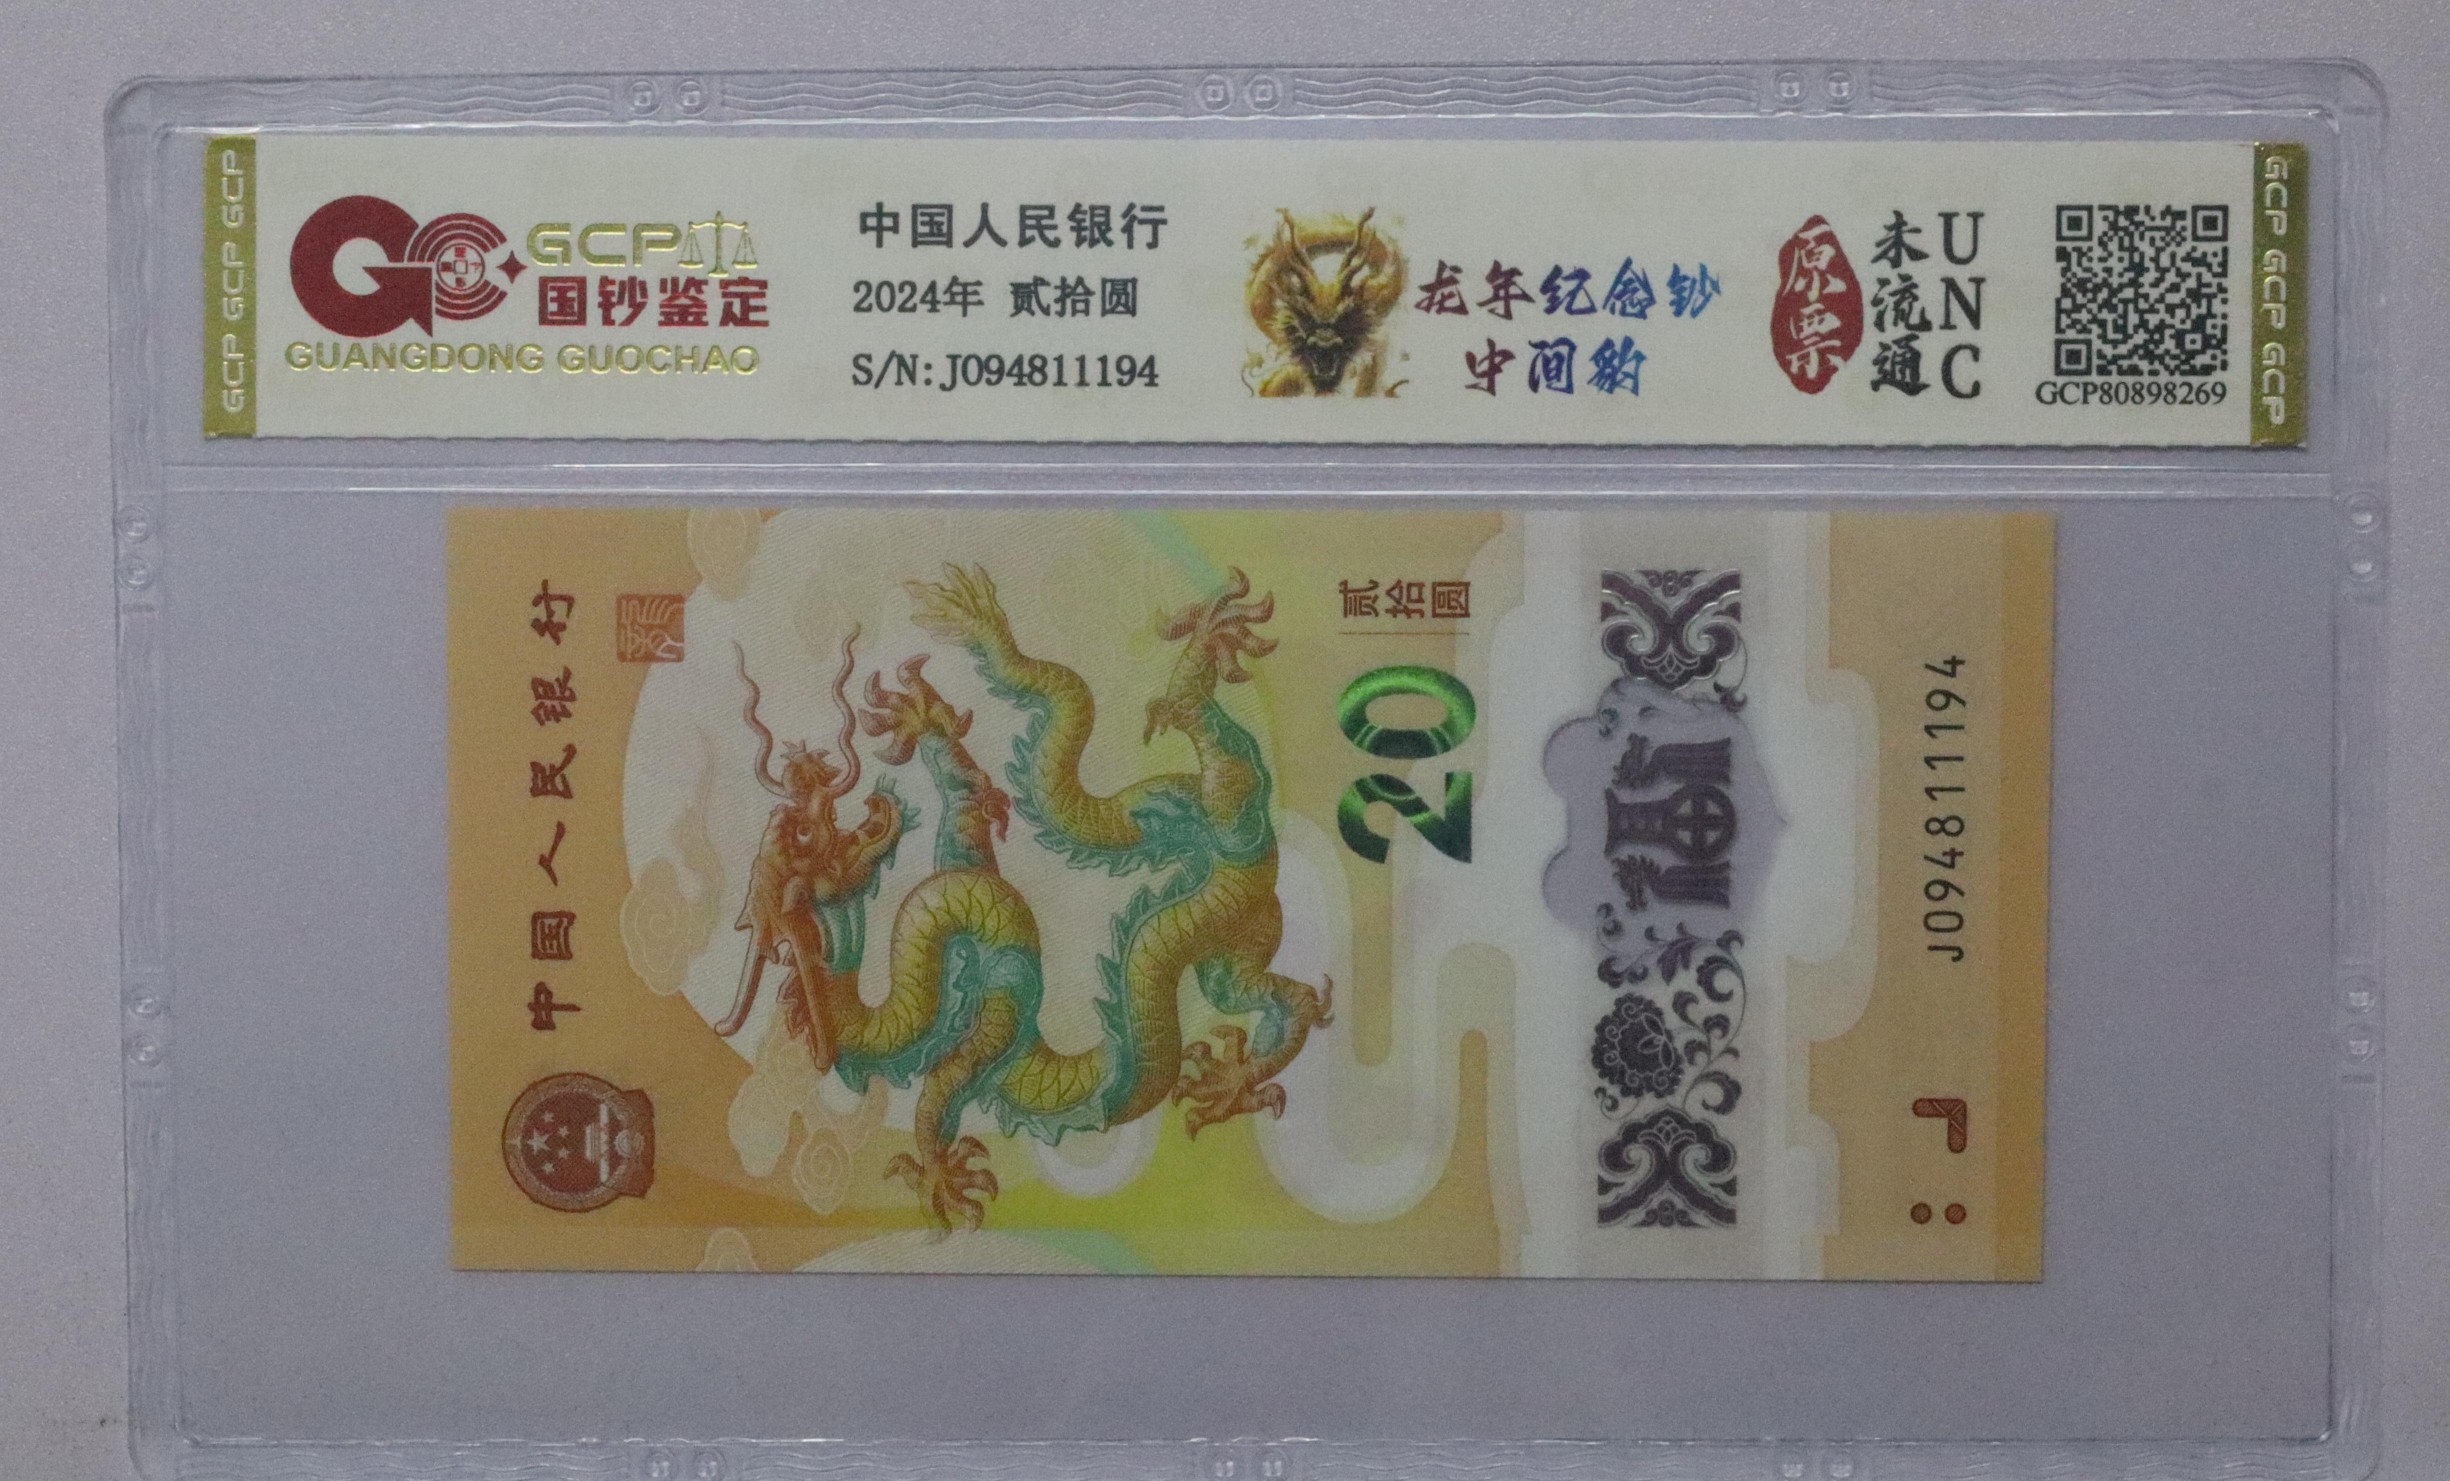 GCP GCP GCP
GCP
国钞鉴定
GUANGDONG GUOCHAO
中国人民银行
2024年 贰拾圆
S/N:J094811194
龙年纪念钞
中间豹
原票
未流通
UNC
GCP80898269
GCP GCP GCP
中国人民银行
贰拾圆
20
福
J094811194